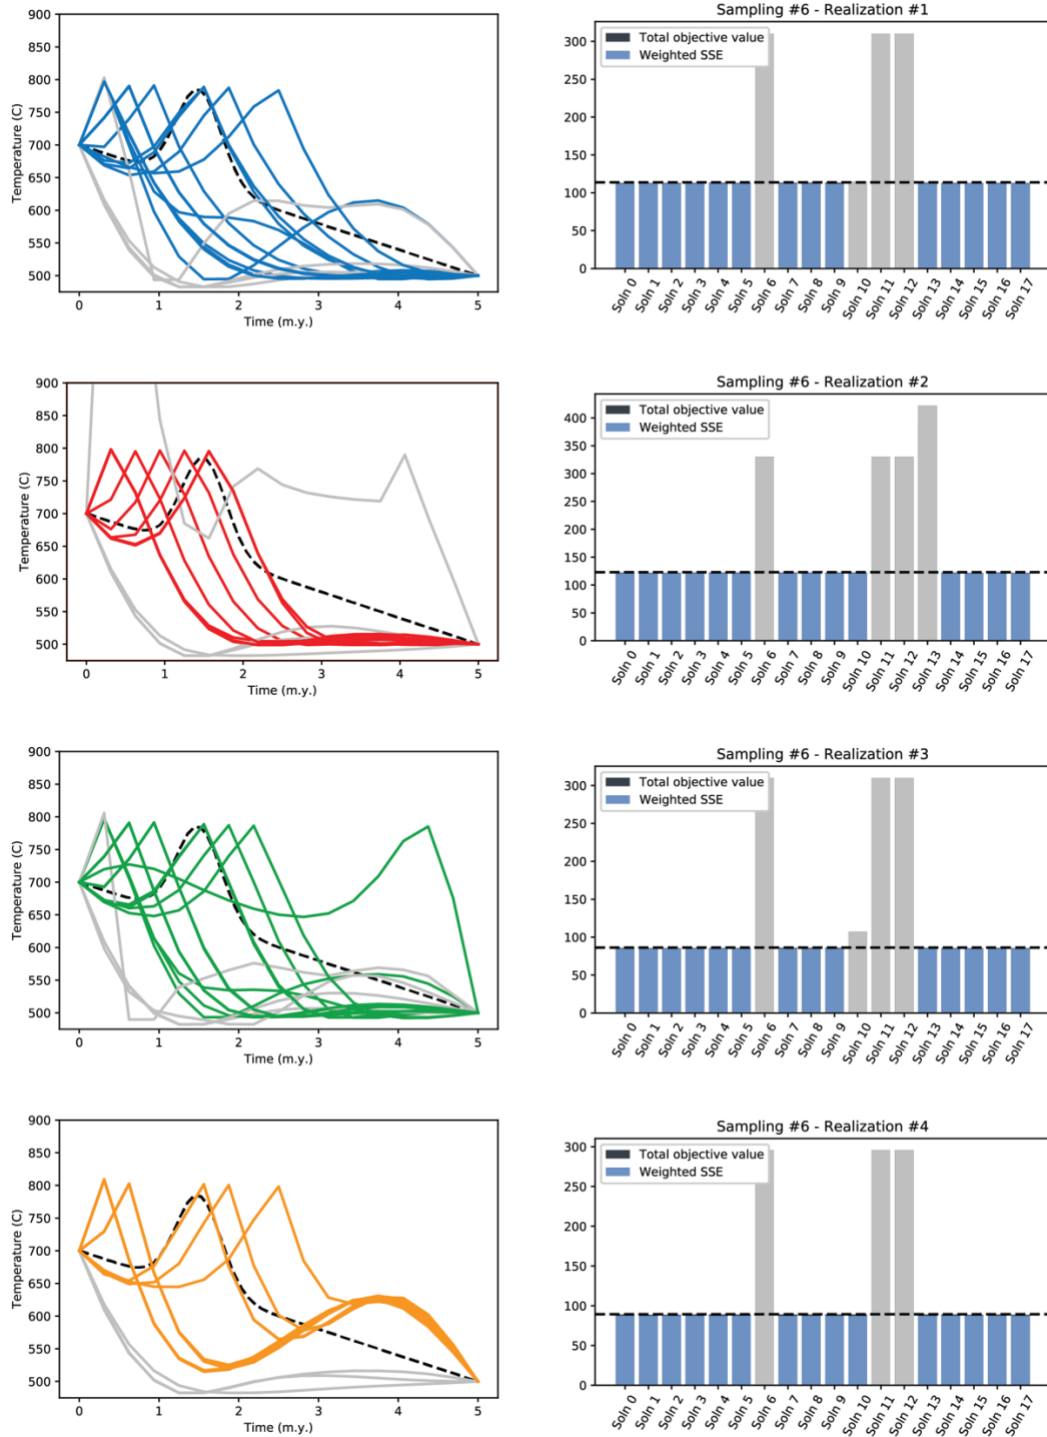 900
850
800
750
700
650
600
550
500
Temperature (C)
0 1 2 3 4 5
Time (m.y.)
Sampling #6 - Realization #1
Total objective value
Weighted SSE
300
250
200
150
100
50
0
Soln 0 Soln 1 Soln 2 Soln 3 Soln 4 Soln 5 Soln 6 Soln 7 Soln 8 Soln 9 Soln 10 Soln 11 Soln 12 Soln 13 Soln 14 Soln 15 Soln 16 Soln 17
900
850
800
750
700
650
600
550
500
Temperature (C)
0 1 2 3 4 5
Time (m.y.)
Sampling #6 - Realization #2
Total objective value
Weighted SSE
400
350
300
250
200
150
100
50
0
Soln 0 Soln 1 Soln 2 Soln 3 Soln 4 Soln 5 Soln 6 Soln 7 Soln 8 Soln 9 Soln 10 Soln 11 Soln 12 Soln 13 Soln 14 Soln 15 Soln 16 Soln 17
900
850
800
750
700
650
600
550
500
Temperature (C)
0 1 2 3 4 5
Time (m.y.)
Sampling #6 - Realization #3
Total objective value
Weighted SSE
300
250
200
150
100
50
0
Soln 0 Soln 1 Soln 2 Soln 3 Soln 4 Soln 5 Soln 6 Soln 7 Soln 8 Soln 9 Soln 10 Soln 11 Soln 12 Soln 13 Soln 14 Soln 15 Soln 16 Soln 17
900
850
800
750
700
650
600
550
500
Temperature (C)
0 1 2 3 4 5
Time (m.y.)
Sampling #6 - Realization #4
Total objective value
Weighted SSE
300
250
200
150
100
50
0
Soln 0 Soln 1 Soln 2 Soln 3 Soln 4 Soln 5 Soln 6 Soln 7 Soln 8 Soln 9 Soln 10 Soln 11 Soln 12 Soln 13 Soln 14 Soln 15 Soln 16 Soln 17